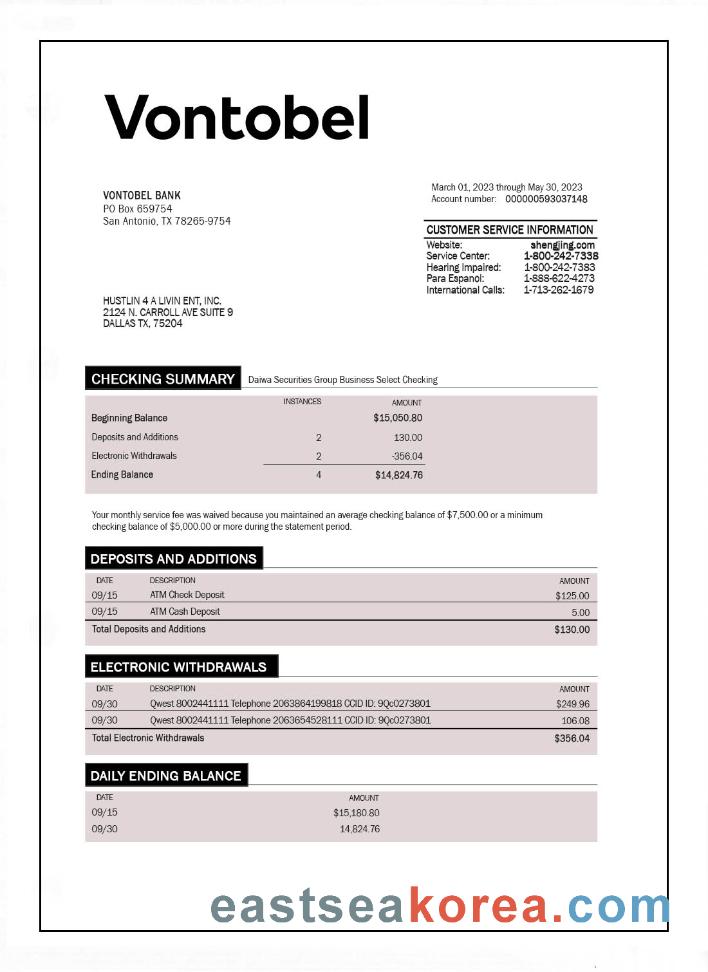 Vontobel
VONTOBEL BANK
PO Box 659754
San Antonio, TX 78265-9754
March 01, 2023 through May 30, 2023
Account number: 000000593037148
CUSTOMER SERVICE INFORMATION
Website: shengjing.com
Service Center: 1-800-242-7338
Hearing Impaired: 1-800-242-7383
Para Espanol: 1-888-622-4273
International Calls: 1-713-262-1679
HUSTLIN 4 A LIVIN ENT, INC.
2124 N. CARROLL AVE SUITE 9
DALLAS TX, 75204
CHECKING SUMMARY Daiwa Securities Group Business Select Checking
INSTANCES AMOUNT
Beginning Balance $15,050.80
Deposits and Additions 2 130.00
Electronic Withdrawals 2 -356.04
Ending Balance 4 $14,824.76
Your monthly service fee was waived because you maintained an average checking balance of $7,500.00 or a minimum
checking balance of $5,000.00 or more during the statement period.
DEPOSITS AND ADDITIONS
DATE DESCRIPTION AMOUNT
09/15 ATM Check Deposit $125.00
09/15 ATM Cash Deposit 5.00
Total Deposits and Additions $130.00
ELECTRONIC WITHDRAWALS
DATE DESCRIPTION AMOUNT
09/30 Qwest 8002441111 Telephone 2063864199818 CCID ID: 9Qc0273801 $249.96
09/30 Qwest 8002441111 Telephone 2063654528111 CCID ID: 9Qc0273801 106.08
Total Electronic Withdrawals $356.04
DAILY ENDING BALANCE
DATE AMOUNT
09/15 $15,180.80
09/30 14,824.76
eastseakorea.com